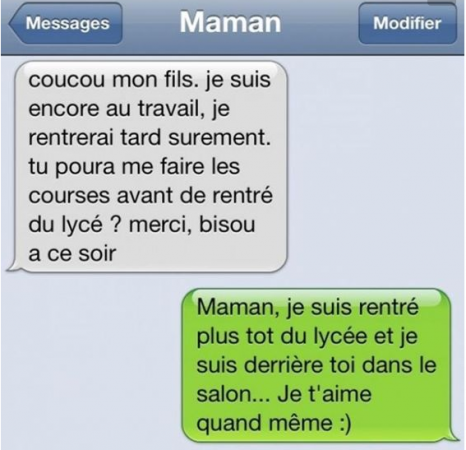 Messages Maman Modifier
coucou mon fils. je suis
encore au travail, je
rentrerai tard surement.
tu poura me faire les
courses avant de rentré
du lycé ? merci, bisou
a ce soir
Maman, je suis rentré
plus tot du lycée et je
suis derrière toi dans le
salon... Je t'aime
quand même :)